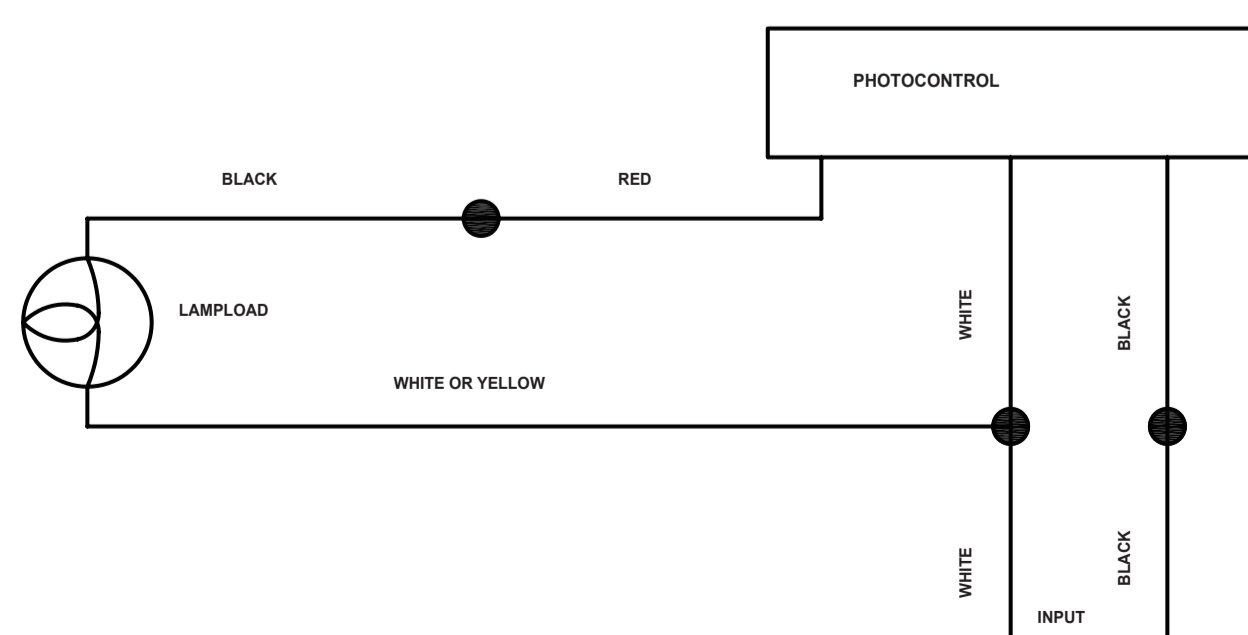 PHOTOCONTROL
BLACK
RED
LAMPLOAD
WHITE
BLACK
WHITE OR YELLOW
WHITE
BLACK
INPUT